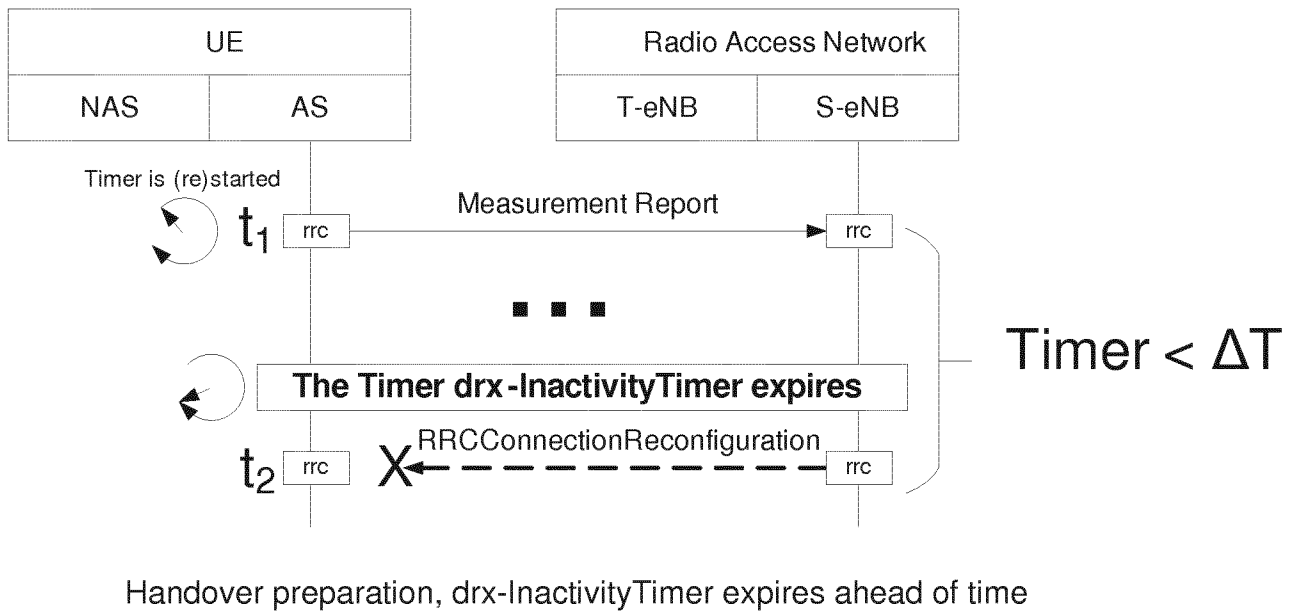 UE
Radio Access Network
NAS
AS
T-eNB
S-eNB
Timer is (re)started
t1
rrc
Measurement Report
rrc
Timer < ΔT
The Timer drx-InactivityTimer expires
RRCConnectionReconfiguration
t2
rrc
X
rrc
Handover preparation, drx-InactivityTimer expires ahead of time